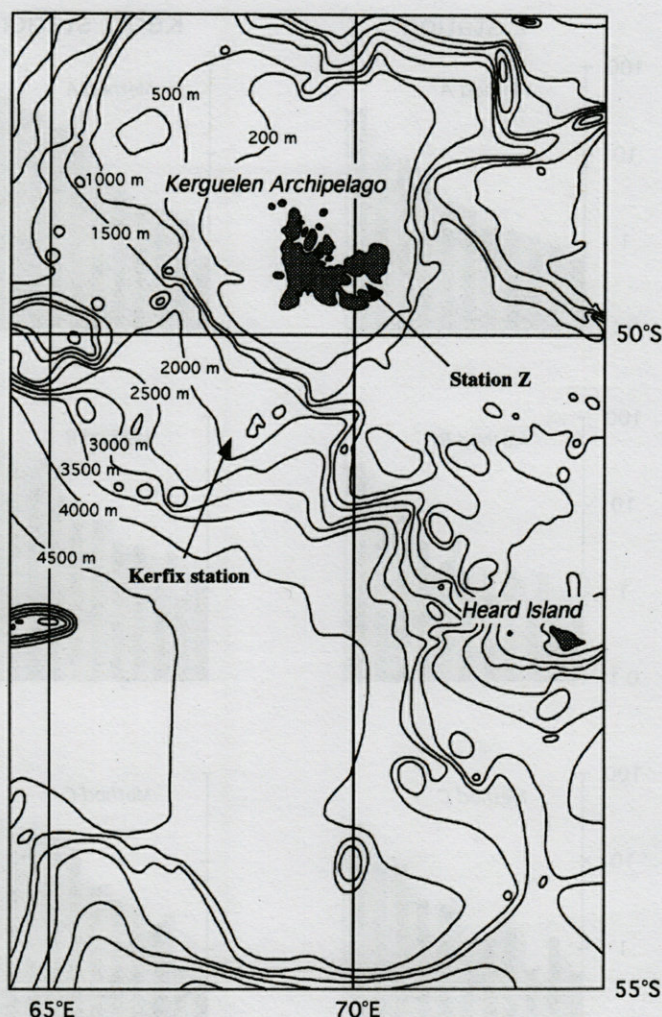 500 m
200 m
1000 m
Kerguelen Archipelago
1500 m
50°S
2000 m
Station Z
2500 m
3000 m
3500 m
4000 m
4500 m
Kerfix station
Heard Island
55°S
65°E
70°E